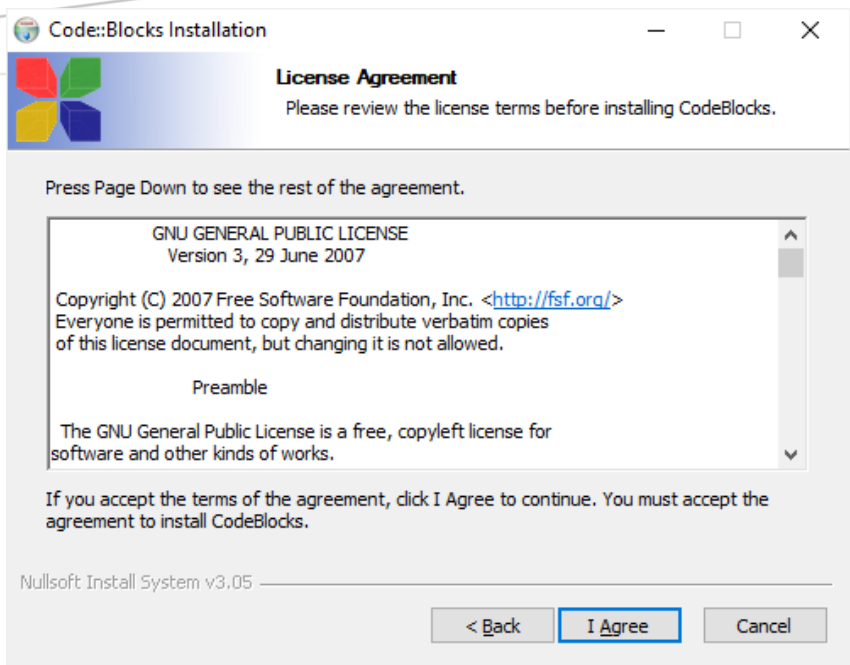 Code::Blocks Installation
License Agreement
Please review the license terms before installing CodeBlocks.
Press Page Down to see the rest of the agreement.
GNU GENERAL PUBLIC LICENSE
Version 3, 29 June 2007
Copyright (C) 2007 Free Software Foundation, Inc. <http://fsf.org/>
Everyone is permitted to copy and distribute verbatim copies
of this license document, but changing it is not allowed.
Preamble
The GNU General Public License is a free, copyleft license for
software and other kinds of works.
If you accept the terms of the agreement, click I Agree to continue. You must accept the
agreement to install CodeBlocks.
Nullsoft Install System v3.05
< Back I Agree Cancel